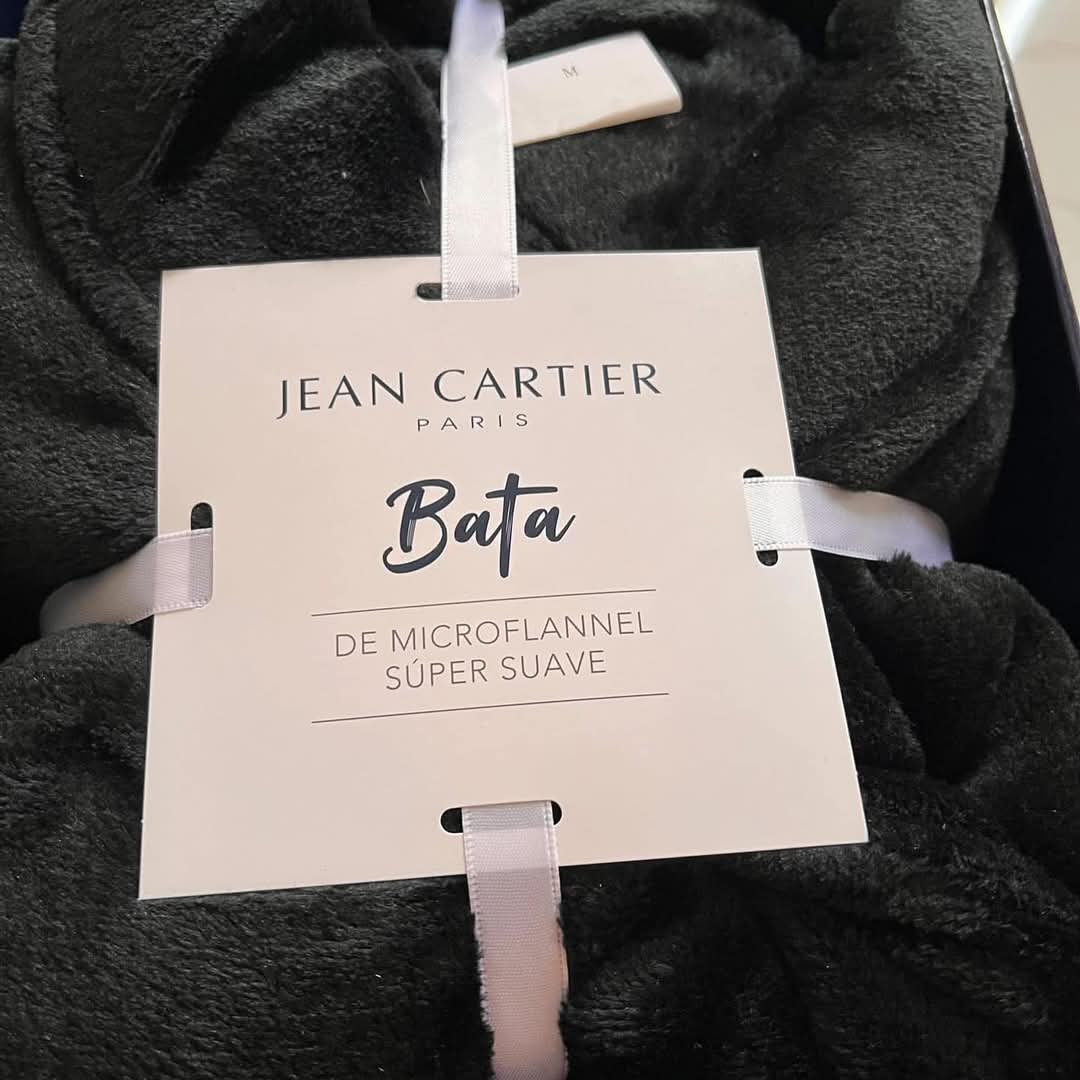 M
JEAN CARTIER
PARIS
Bata
DE MICROFLANNEL
SÚPER SUAVE